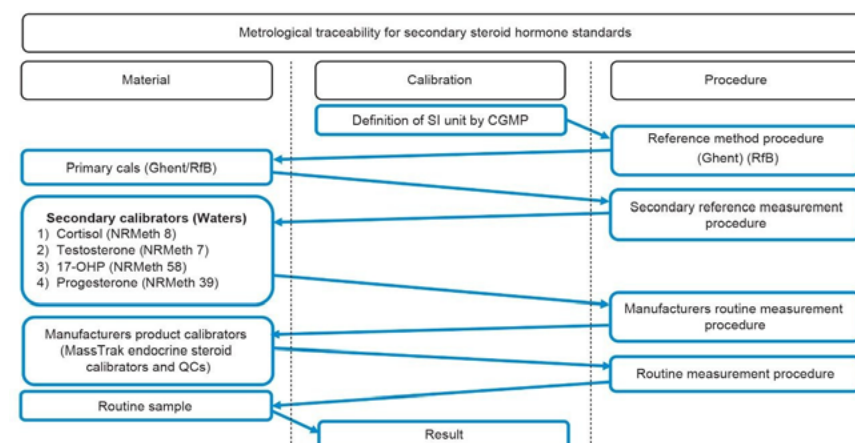 Metrological traceability for secondary steroid hormone standards
Material
Calibration
Procedure
Definition of SI unit by CGMP
Reference method procedure
(Ghent) (RfB)
Primary cals (Ghent/RfB)
Secondary reference measurement
procedure
Secondary calibrators (Waters)
1) Cortisol (NRMeth 8)
2) Testosterone (NRMeth 7)
3) 17-OHP (NRMeth 58)
4) Progesterone (NRMeth 39)
Manufacturers routine measurement
procedure
Manufacturers product calibrators
(MassTrak endocrine steroid
calibrators and QCs)
Routine measurement procedure
Routine sample
Result